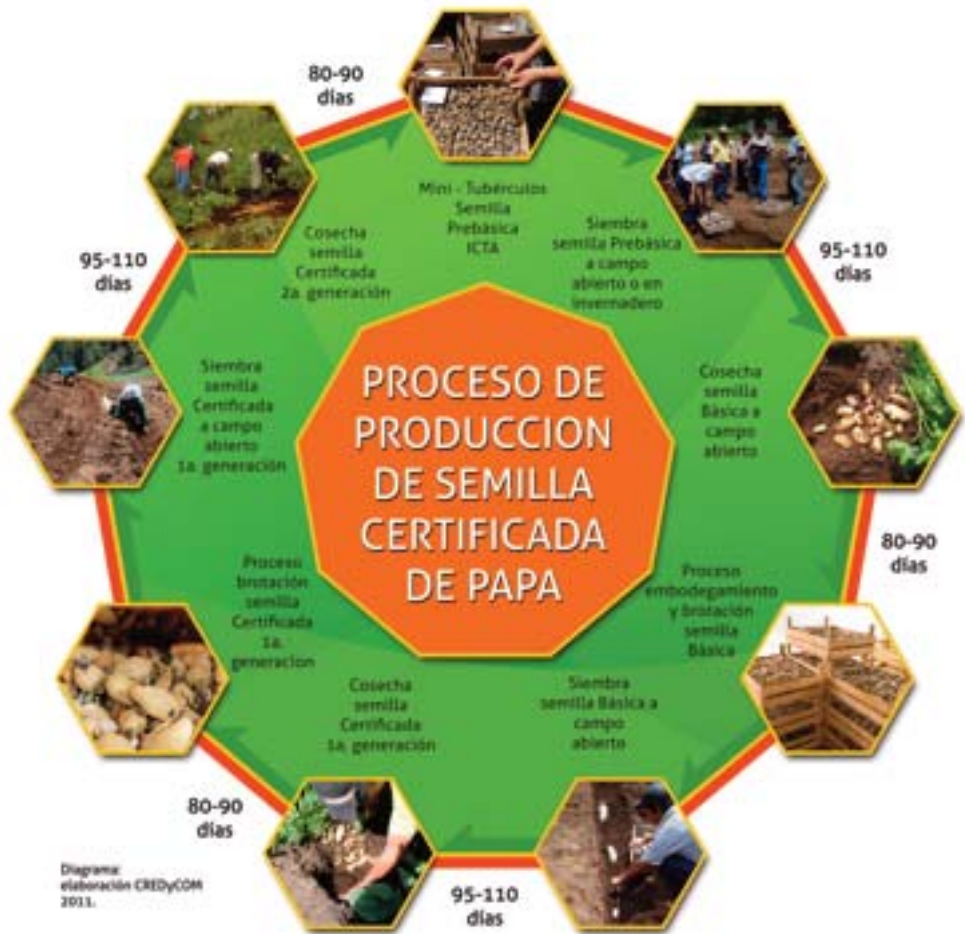 80-90
días
Mini - Tubérculos
Semilla
Prebásica
ICTA
Siembra
semilla Prebásica
a campo
abierto o en
invernadero
95-110
días
Cosecha
semilla
Básica a
campo
abierto
80-90
días
Proceso
embodegamiento
y brotación
semilla
Básica
Siembra
semilla Básica a
campo
abierto
95-110
días
Cosecha
semilla
Certificada
1a. generación
80-90
días
Proceso
brotación
semilla
Certificada
1a.
generacion
Siembra
semilla
Certificada
a campo
abierto
1a. generación
95-110
días
Cosecha
semilla
Certificada
2a. generación
PROCESO DE
PRODUCCION
DE SEMILLA
CERTIFICADA
DE PAPA
Diagrama:
elaboración CREDyCOM
2011.